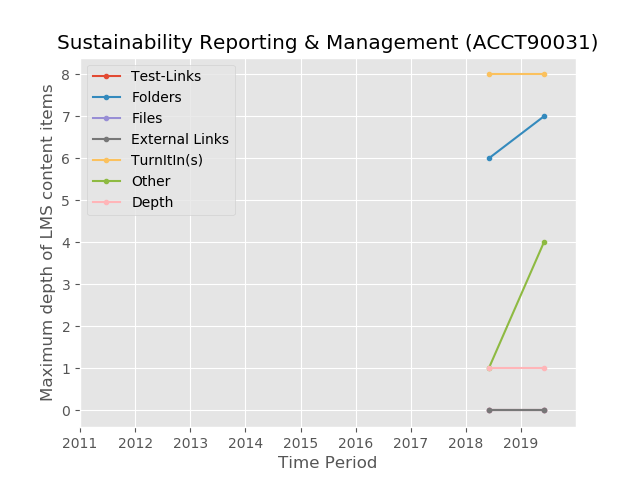 Sustainability Reporting & Management (ACCT90031)
Maximum depth of LMS content items
8
7
6
5
4
3
2
1
0
Test-Links
Folders
Files
External Links
TurnItIn(s)
Other
Depth
2011 2012 2013 2014 2015 2016 2017 2018 2019
Time Period